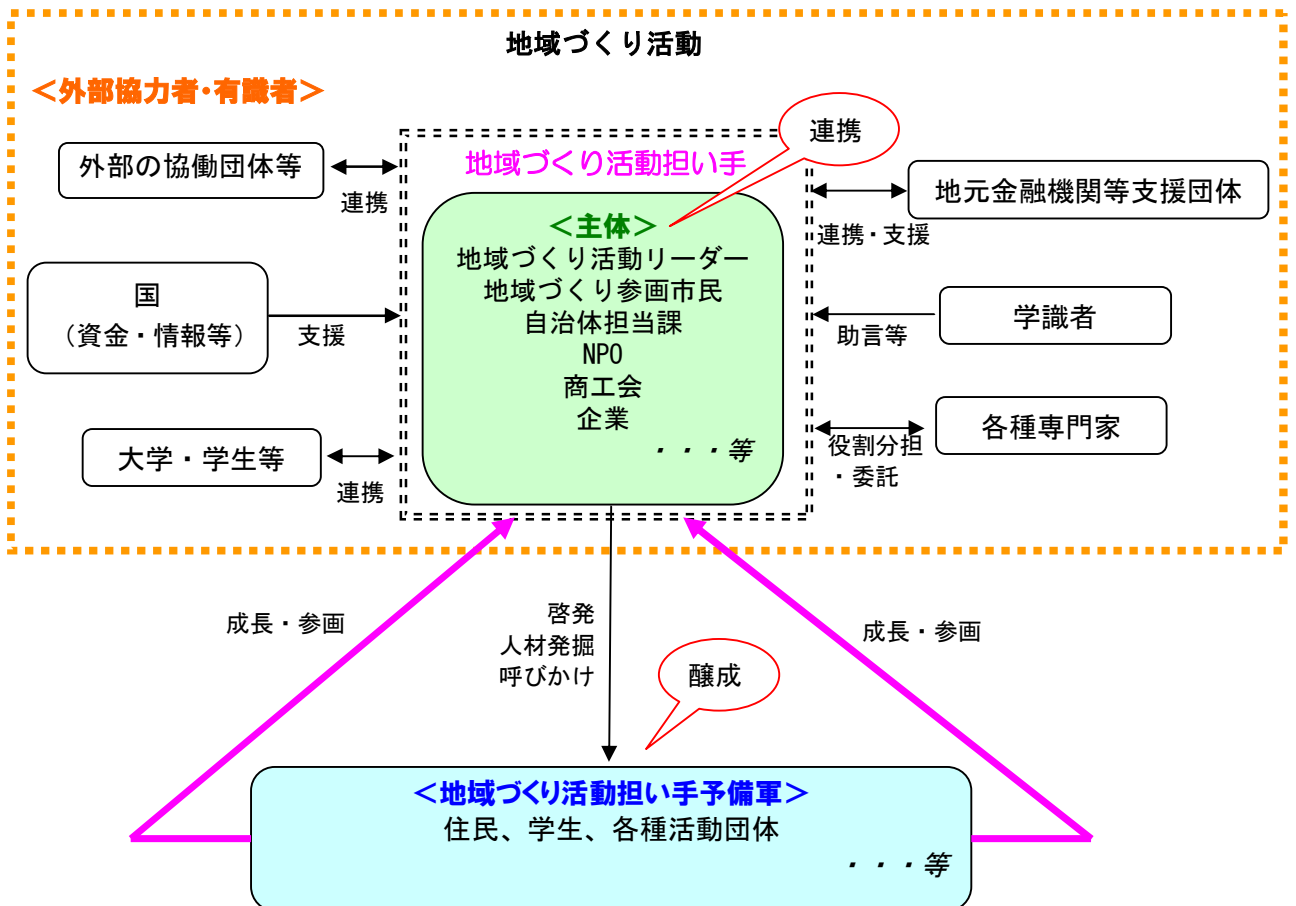 地域づくり活動
＜外部協力者・有識者＞
連携
外部の協働団体等
連携
地域づくり活動担い手
地元金融機関等支援団体
連携・支援
＜主体＞
地域づくり活動リーダー
地域づくり参画市民
自治体担当課
NPO
商工会
企業
・・・等
国
（資金・情報等）
支援
学識者
助言等
大学・学生等
連携
各種専門家
役割分担
・委託
成長・参画
啓発
人材発掘
呼びかけ
成長・参画
醸成
＜地域づくり活動担い手予備軍＞
住民、学生、各種活動団体
・・・等